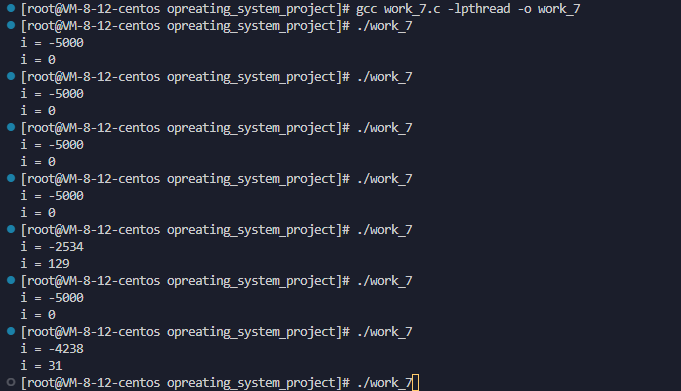 [root@VM-8-12-centos opreating_system_project]# gcc work_7.c -lpthread -o work_7
[root@VM-8-12-centos opreating_system_project]# ./work_7
i = -5000
i = 0
[root@VM-8-12-centos opreating_system_project]# ./work_7
i = -5000
i = 0
[root@VM-8-12-centos opreating_system_project]# ./work_7
i = -5000
i = 0
[root@VM-8-12-centos opreating_system_project]# ./work_7
i = -5000
i = 0
[root@VM-8-12-centos opreating_system_project]# ./work_7
i = -2534
i = 129
[root@VM-8-12-centos opreating_system_project]# ./work_7
i = -5000
i = 0
[root@VM-8-12-centos opreating_system_project]# ./work_7
i = -4238
i = 31
[root@VM-8-12-centos opreating_system_project]# ./work_7